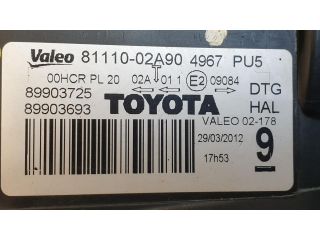 Valeo 81110-02A90 4967 PU5
00HCR PL 20 02A 01 1 E2 09084 DTG
89903725 TOYOTA HAL
89903693 VALEO 02-178
29/03/2012 9
17h53